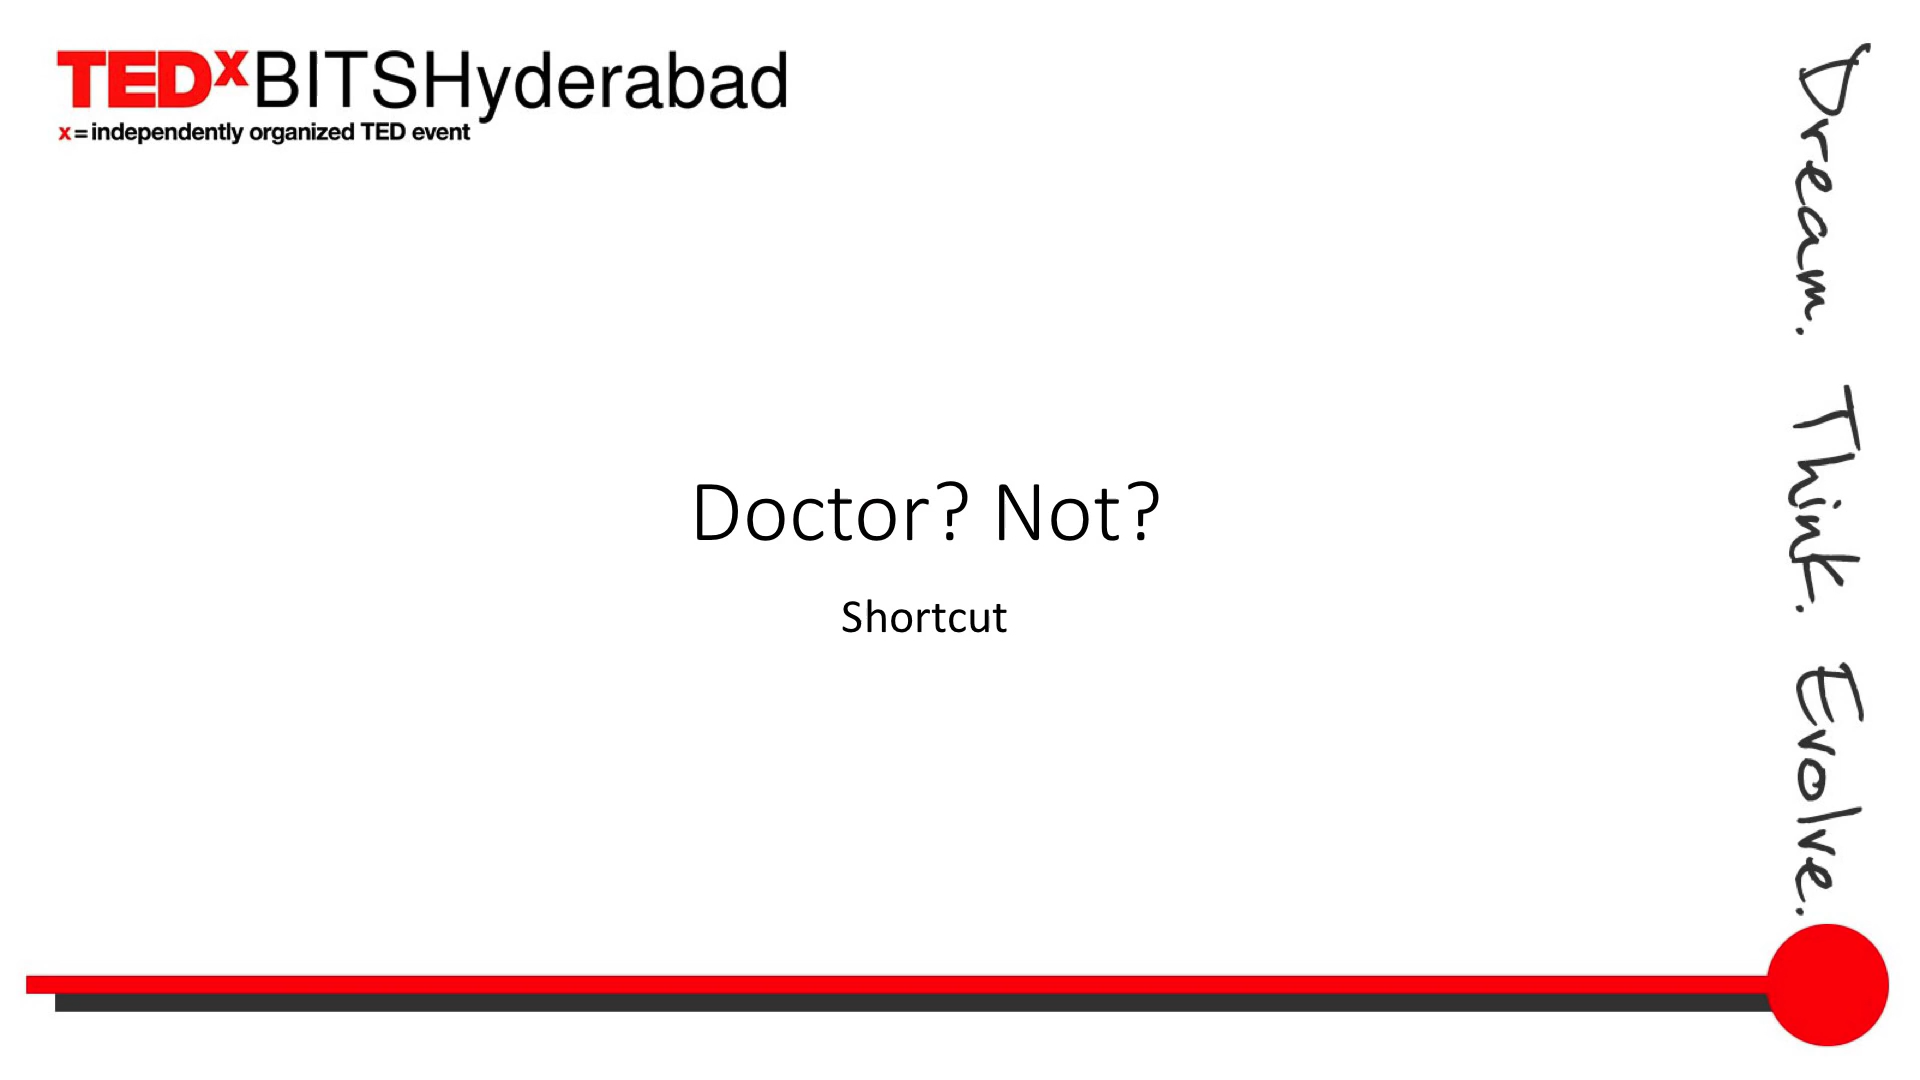 TEDxBITSHyderabad
x=independently organized TED event
Doctor? Not?
Shortcut
Dream. Think. Evolve.